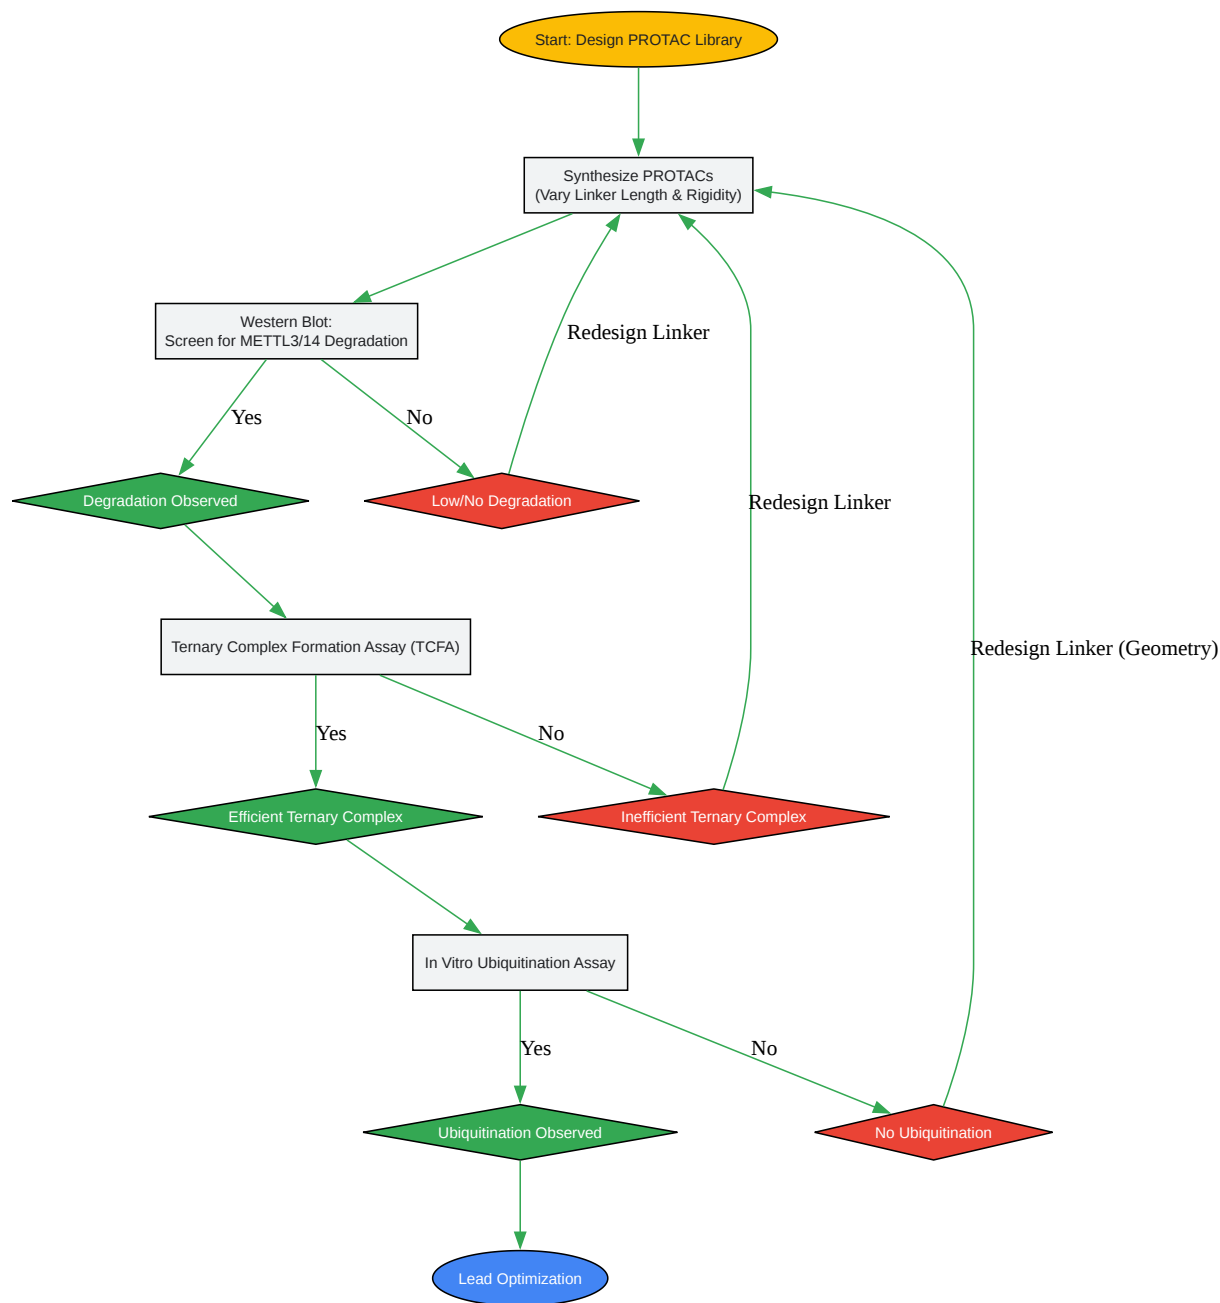 Start: Design PROTAC Library
Synthesize PROTACs
(Vary Linker Length & Rigidity)
Western Blot:
Screen for METTL3/14 Degradation
Redesign Linker
Yes
No
Degradation Observed
Low/No Degradation
Redesign Linker
Ternary Complex Formation Assay (TCFA)
Redesign Linker (Geometry)
Yes
No
Efficient Ternary Complex
Inefficient Ternary Complex
In Vitro Ubiquitination Assay
Yes
No
Ubiquitination Observed
No Ubiquitination
Lead Optimization